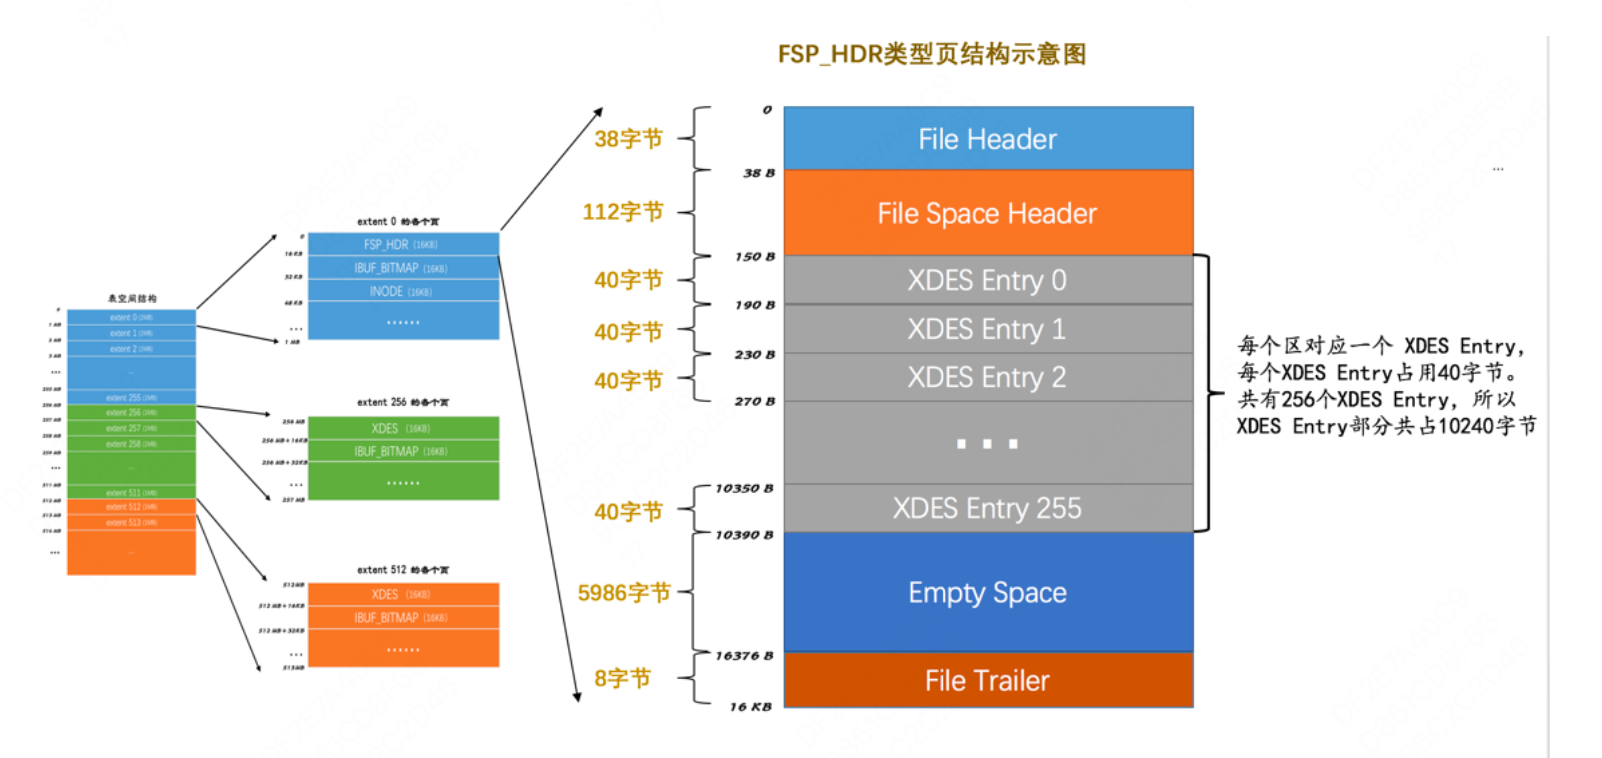 FSP_HDR类型页结构示意图
表空间结构
0
extent 0 (1MB)
1 MB
extent 1 (1MB)
2 MB
extent 2 (1MB)
3 MB
...
...
255 MB
extent 255 (1MB)
256 MB
extent 256 (1MB)
257 MB
extent 257 (1MB)
258 MB
extent 258 (1MB)
259 MB
...
...
511 MB
extent 511 (1MB)
512 MB
extent 512 (1MB)
513 MB
extent 513 (1MB)
514 MB
...
...
extent 0 的各个页
0
FSP_HDR (16KB)
16 KB
IBUF_BITMAP (16KB)
32 KB
INODE (16KB)
48 KB
......
...
1 MB
extent 256 的各个页
256 MB
XDES (16KB)
256 MB+16KB
IBUF_BITMAP (16KB)
256 MB+32KB
......
...
257 MB
extent 512 的各个页
512MB
XDES (16KB)
512 MB+16KB
IBUF_BITMAP (16KB)
512 MB+32KB
......
...
513MB
0
38字节
File Header
38 B
112字节
File Space Header
150 B
40字节
XDES Entry 0
190 B
40字节
XDES Entry 1
230 B
40字节
XDES Entry 2
270 B
...
10350 B
40字节
XDES Entry 255
10390 B
5986字节
Empty Space
16376 B
8字节
File Trailer
16 KB
每个区对应一个 XDES Entry,
每个XDES Entry占用40字节。
共有256个XDES Entry, 所以
XDES Entry部分共占10240字节
...